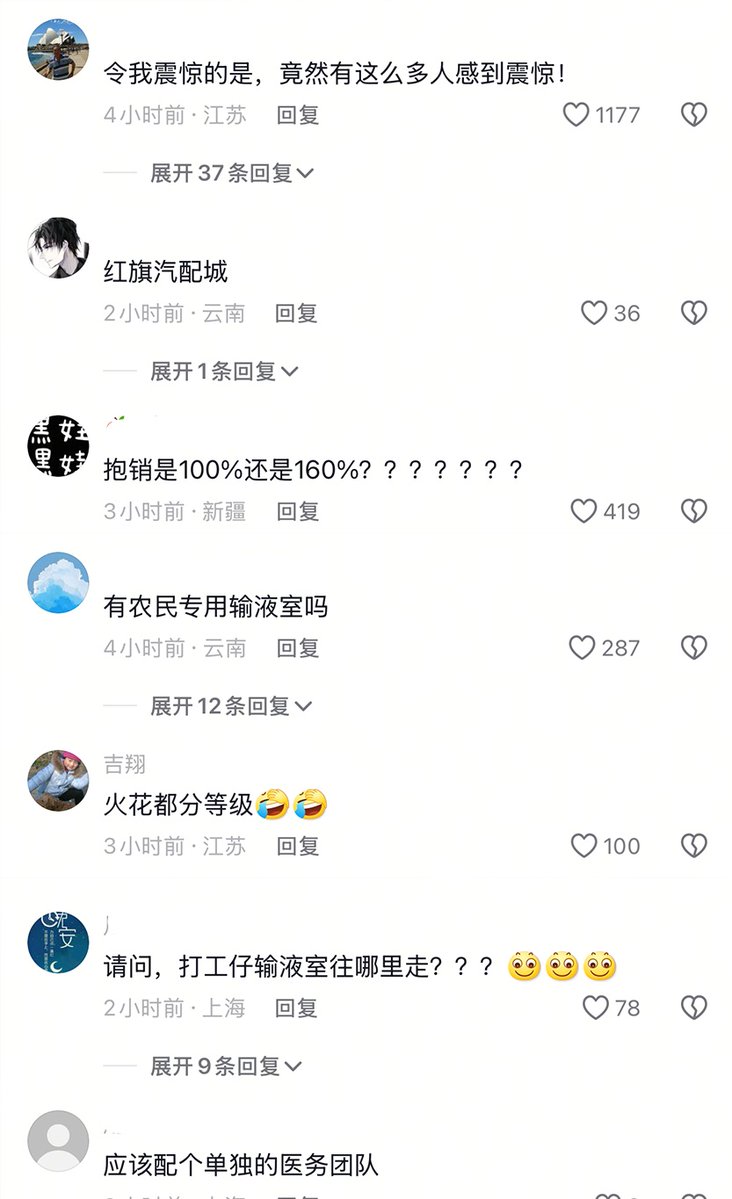 令我震惊的是，竟然有这么多人感到震惊！
4小时前 · 江苏 回复 1177
展开37条回复
红旗汽配城
2小时前 · 云南 回复 36
展开1条回复
抱销是100%还是160%？？？？？？？
3小时前 · 新疆 回复 419
有农民专用输液室吗
4小时前 · 云南 回复 287
展开12条回复
吉翔
火花都分等级🤣🤣
3小时前 · 江苏 回复 100
晚安
请问，打工仔输液室往哪里走？？？
2小时前 · 上海 回复 78
展开9条回复
应该配个单独的医务团队